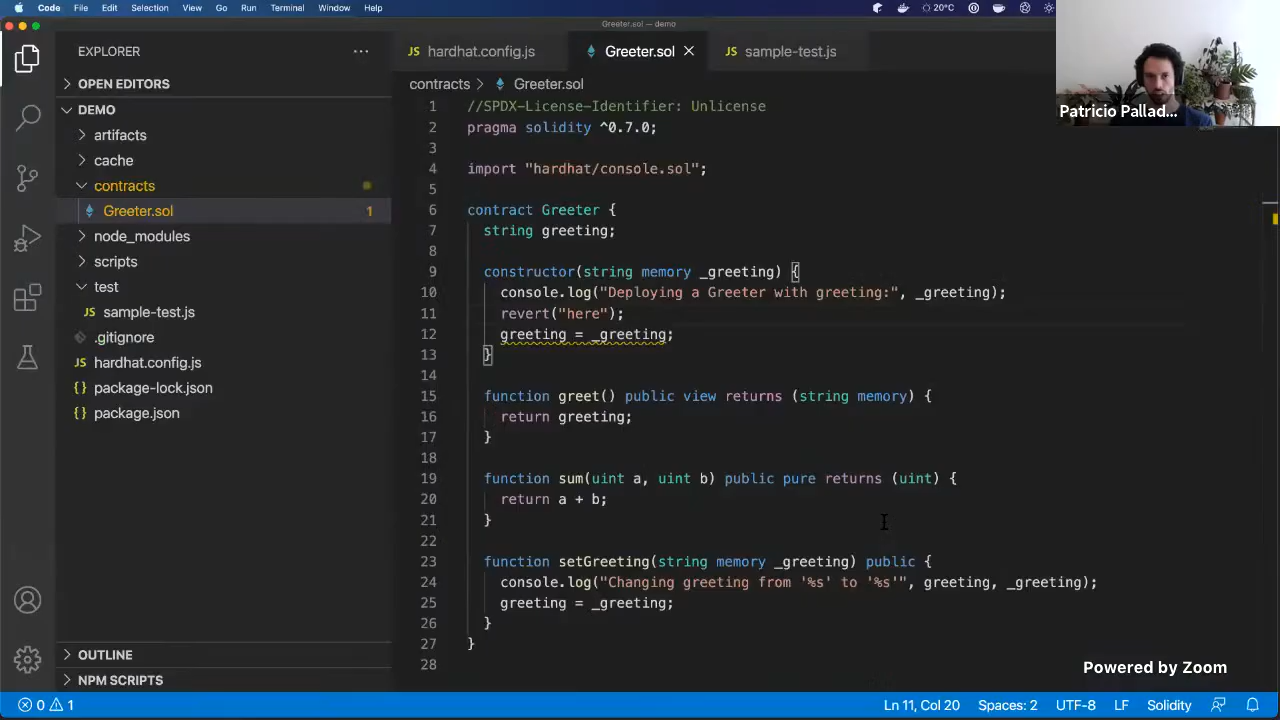 Code File Edit Selection View Go Run Terminal Window Help 20°C
Greeter.sol — demo
EXPLORER
hardhat.config.js Greeter.sol sample-test.js
OPEN EDITORS
contracts > Greeter.sol
DEMO
artifacts
cache
contracts
Greeter.sol 1
node_modules
scripts
test
sample-test.js
.gitignore
hardhat.config.js
{} package-lock.json
{} package.json
OUTLINE
NPM SCRIPTS
1 //SPDX-License-Identifier: Unlicense
2 pragma solidity ^0.7.0;
3
4 import "hardhat/console.sol";
5
6 contract Greeter {
7 string greeting;
8
9 constructor(string memory _greeting) {
10 console.log("Deploying a Greeter with greeting:", _greeting);
11 revert("here");
12 greeting = _greeting;
13 }
14
15 function greet() public view returns (string memory) {
16 return greeting;
17 }
18
19 function sum(uint a, uint b) public pure returns (uint) {
20 return a + b;
21 }
22
23 function setGreeting(string memory _greeting) public {
24 console.log("Changing greeting from '%s' to '%s'", greeting, _greeting);
25 greeting = _greeting;
26 }
27 }
28
Patricio Pallad...
Powered by Zoom
0 1 Ln 11, Col 20 Spaces: 2 UTF-8 LF Solidity